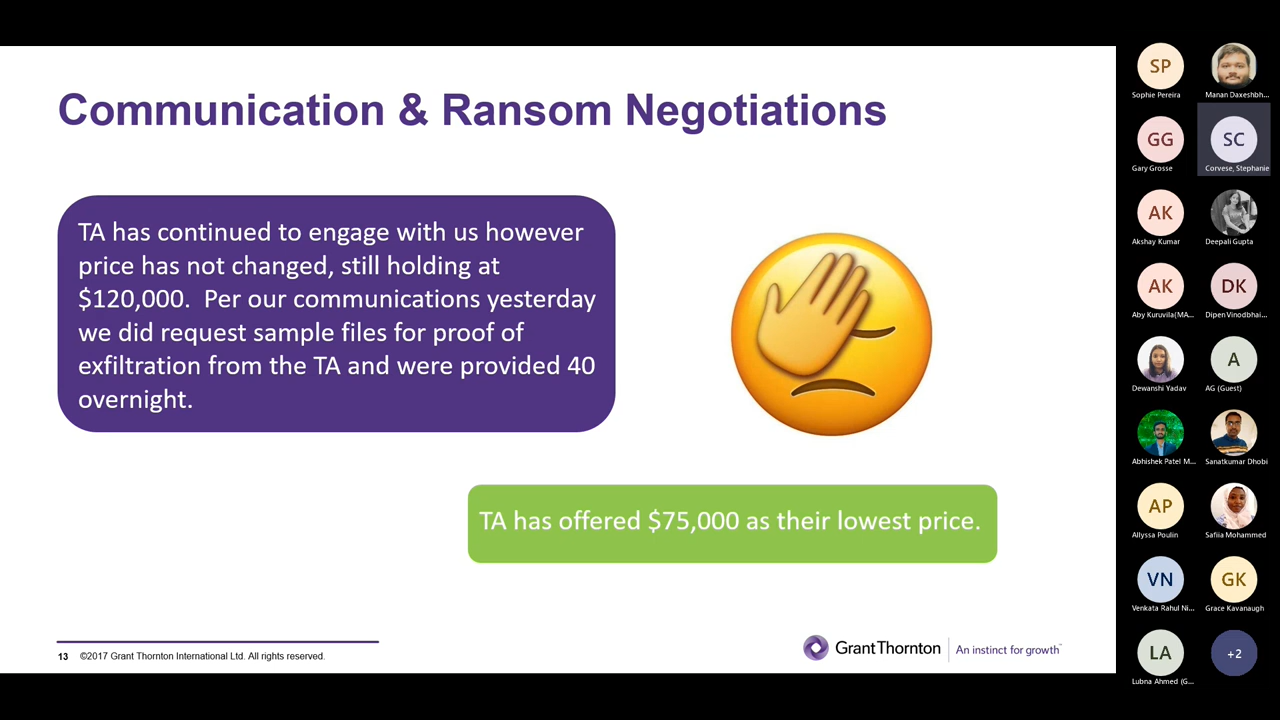 Communication & Ransom Negotiations
TA has continued to engage with us however
price has not changed, still holding at
$120,000.  Per our communications yesterday
we did request sample files for proof of
exfiltration from the TA and were provided 40
overnight.
TA has offered $75,000 as their lowest price.
13 ©2017 Grant Thornton International Ltd. All rights reserved.
Grant Thornton
An instinct for growth™
SP
Sophie Pereira
Manan Daxeshbh...
GG
Gary Grosse
SC
Corvese, Stephanie
AK
Akshay Kumar
Deepali Gupta
AK
Aby Kuruvila(MA...
DK
Dipen Vinodbhai...
Dewanshi Yadav
A
AG (Guest)
Abhishek Patel M...
Sanatkumar Dhobi
AP
Allyssa Poulin
Safiia Mohammed
VN
Venkata Rahul Ni...
GK
Grace Kavanaugh
LA
Lubna Ahmed (G...
+2